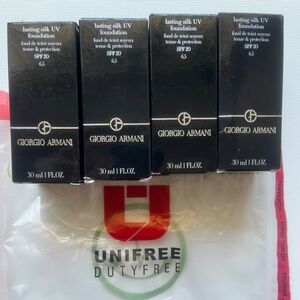 lasting silk UV
foundation
fond de teint soyeux
tenue & protection
SPF 20
6.5
GIORGIO ARMANI
30 ml 1 FL.OZ.
lasting silk UV
foundation
fond de teint soyeux
tenue & protection
SPF 20
6.5
GIORGIO ARMANI
30 ml 1 FL.OZ.
lasting silk UV
foundation
fond de teint soyeux
tenue & protection
SPF 20
6.5
GIORGIO ARMANI
30 ml 1 FL.OZ.
lasting silk UV
foundation
fond de teint soyeux
tenue & protection
SPF 20
6.5
GIORGIO ARMANI
30 ml 1 FL.OZ.
UNIFREE
DUTYFREE